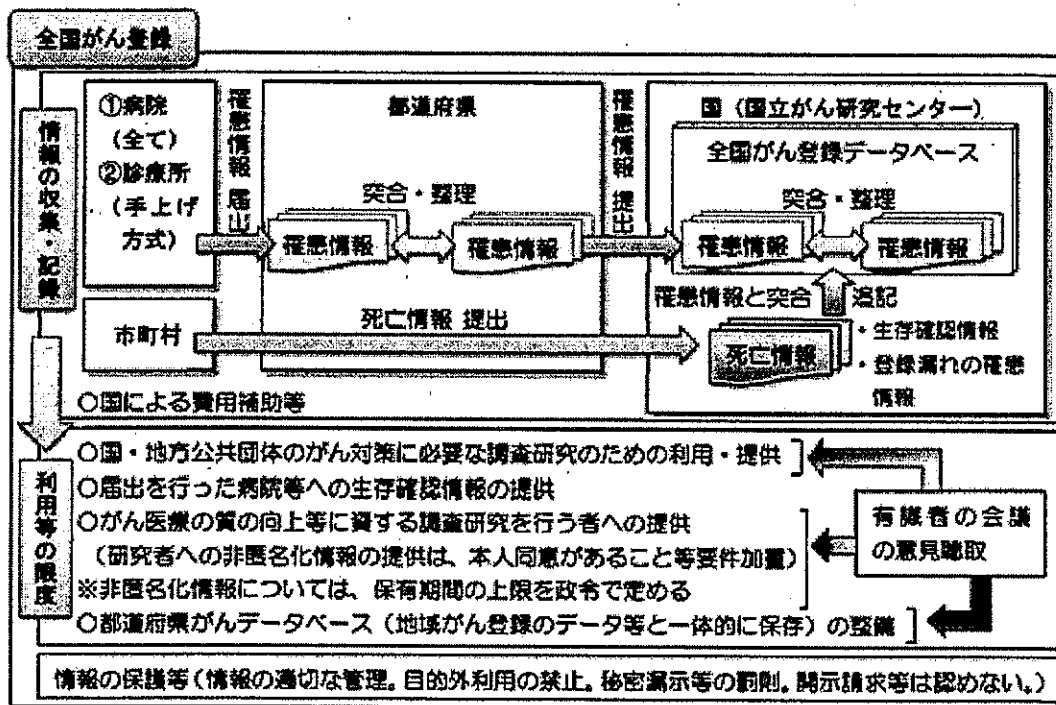 全国がん登録
情報の収集・記録
①病院
(全て)
②診療所
(手上げ
方式)
罹患情報 届出
都道府県
突合・整理
罹患情報
罹患情報
罹患情報 提出
国(国立がん研究センター)
全国がん登録データベース
突合・整理
罹患情報
罹患情報
罹患情報と突合
追記
市町村
死亡情報 提出
死亡情報
・生存確認情報
・登録漏れの罹患
情報
○国による費用補助等
利用等の限度
○国・地方公共団体のがん対策に必要な調査研究のための利用・提供
○届出を行った病院等への生存確認情報の提供
○がん医療の質の向上等に資する調査研究を行う者への提供
(研究者への非匿名化情報の提供は、本人同意があること等要件加重)
※非匿名化情報については、保有期間の上限を政令で定める
○都道府県がんデータベース(地域がん登録のデータ等と一体的に保存)の整備
有識者の会議
の意見聴取
情報の保護等(情報の適切な管理。目的外利用の禁止。秘密漏示等の罰則。開示請求等は認めない。)